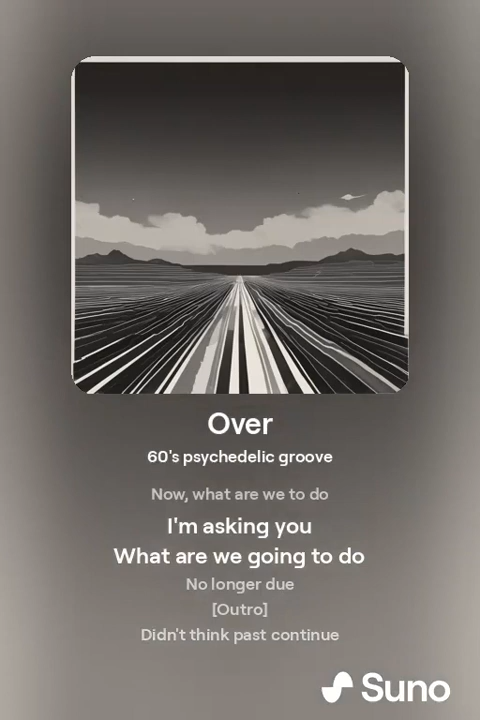 Over
60's psychedelic groove
Now, what are we to do
I'm asking you
What are we going to do
No longer due
[Outro]
Didn't think past continue
Suno